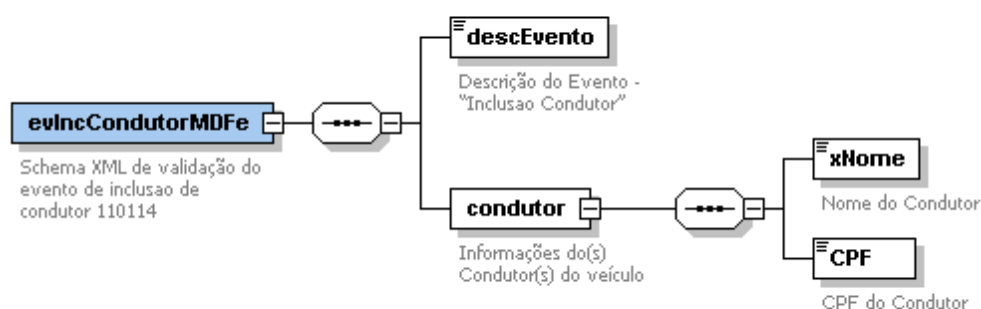 descEvento
Descrição do Evento -
"Inclusao Condutor"
evIncCondutorMDFe
Schema XML de validação do
evento de inclusao de
condutor 110114
xNome
Nome do Condutor
condutor
Informações do(s)
Condutor(s) do veículo
CPF
CPF do Condutor